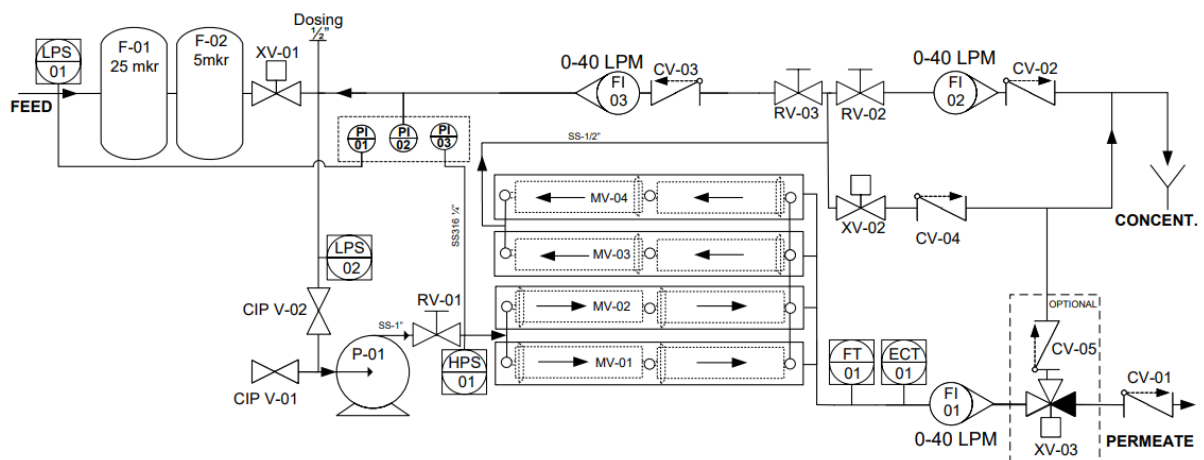 Dosing
½"
LPS
01
F-01
25 mkr
F-02
5mkr
XV-01
FEED
0-40 LPM
FI
03
CV-03
RV-03
RV-02
0-40 LPM
FI
02
CV-02
PI
01
PI
02
PI
03
SS-1/2"
SS316 ¼"
MV-04
MV-03
MV-02
MV-01
XV-02
CV-04
CONCENT.
LPS
02
CIP V-02
CIP V-01
P-01
SS-1"
RV-01
HPS
01
FT
01
ECT
01
FI
01
0-40 LPM
OPTIONAL
CV-05
XV-03
CV-01
PERMEATE